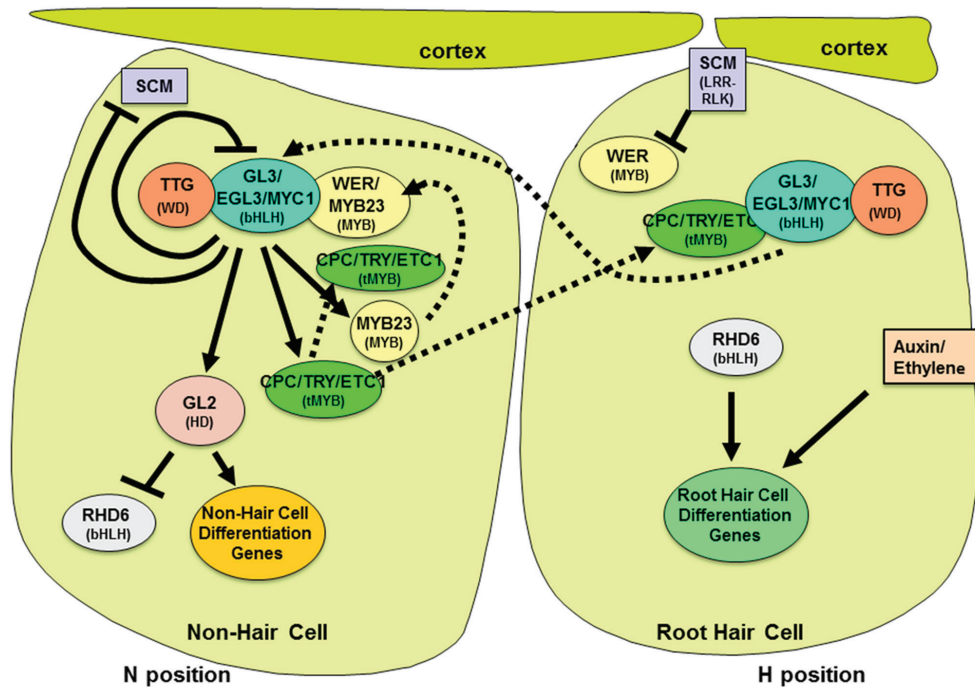 cortex
cortex
SCM
TTG
(WD)
GL3/
EGL3/MYC1
(bHLH)
WER/
MYB23
(MYB)
CPC/TRY/ETC1
(tMYB)
MYB23
(MYB)
CPC/TRY/ETC1
(tMYB)
GL2
(HD)
RHD6
(bHLH)
Non-Hair Cell
Differentiation
Genes
Non-Hair Cell
N position
SCM
(LRR-
RLK)
WER
(MYB)
CPC/TRY/ETC
(tMYB)
GL3/
EGL3/MYC1
(bHLH)
TTG
(WD)
RHD6
(bHLH)
Auxin/
Ethylene
Root Hair Cell
Differentiation
Genes
Root Hair Cell
H position